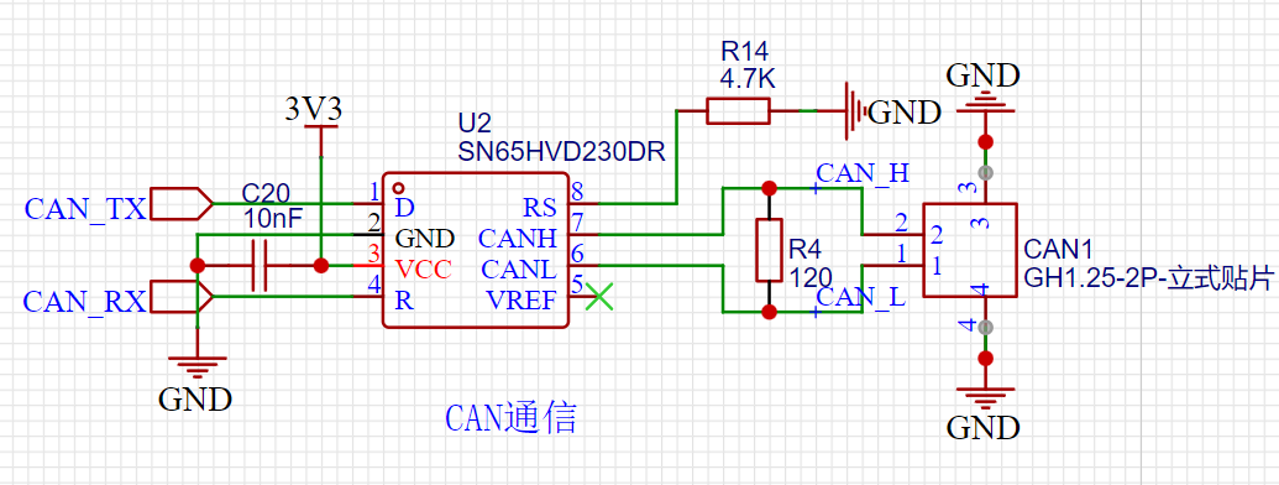 R14
4.7K
GND
GND
3V3
U2
SN65HVD230DR
CAN_TX
C20
10nF
1
D
2
GND
3
VCC
4
R
CAN_RX
GND
8
RS
7
CANH
6
CANL
5
VREF
CAN_H
R4
120
CAN_L
3
3
2
2
1
1
4
4
CAN1
GH1.25-2P-立式贴片
GND
CAN通信